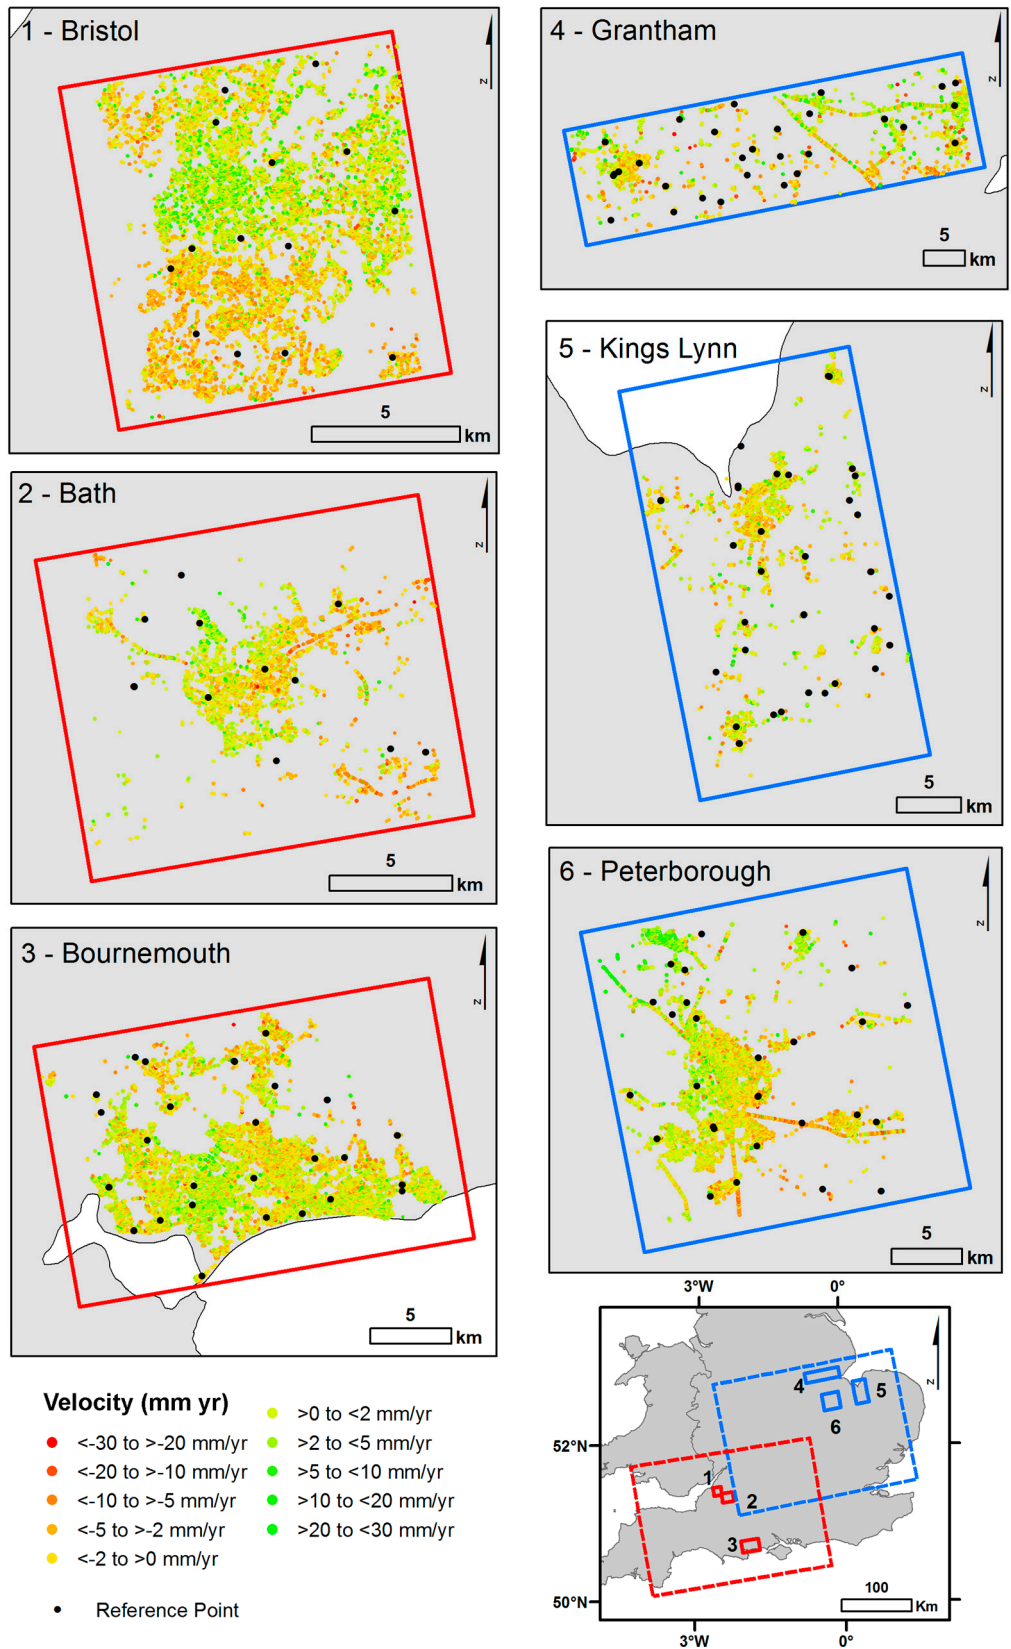 1 - Bristol
z
5
km
2 - Bath
z
5
km
3 - Bournemouth
z
5
km
4 - Grantham
z
5
km
5 - Kings Lynn
z
5
km
6 - Peterborough
z
5
km
Velocity (mm yr)
<-30 to >-20 mm/yr
<-20 to >-10 mm/yr
<-10 to >-5 mm/yr
<-5 to >-2 mm/yr
<-2 to >0 mm/yr
>0 to <2 mm/yr
>2 to <5 mm/yr
>5 to <10 mm/yr
>10 to <20 mm/yr
>20 to <30 mm/yr
Reference Point
3°W 0°
z
4 5
6
52°N
1
2
3
100
Km
50°N
3°W 0°